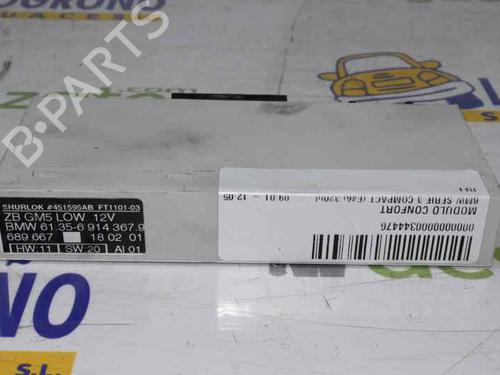 B-PARTS
SHURLOK #451595AB FT1101-03
ZB GM5 LOW 12V
BMW 61.35-6 914 367.9
689 667 18 02 01
HW:11 SW:20 AI 01
0000000000344476
MODULO CONFORT
BMW SERIE 3 COMPACT (E46) 320td
09.01 - 12.05
ÑO
S.L.